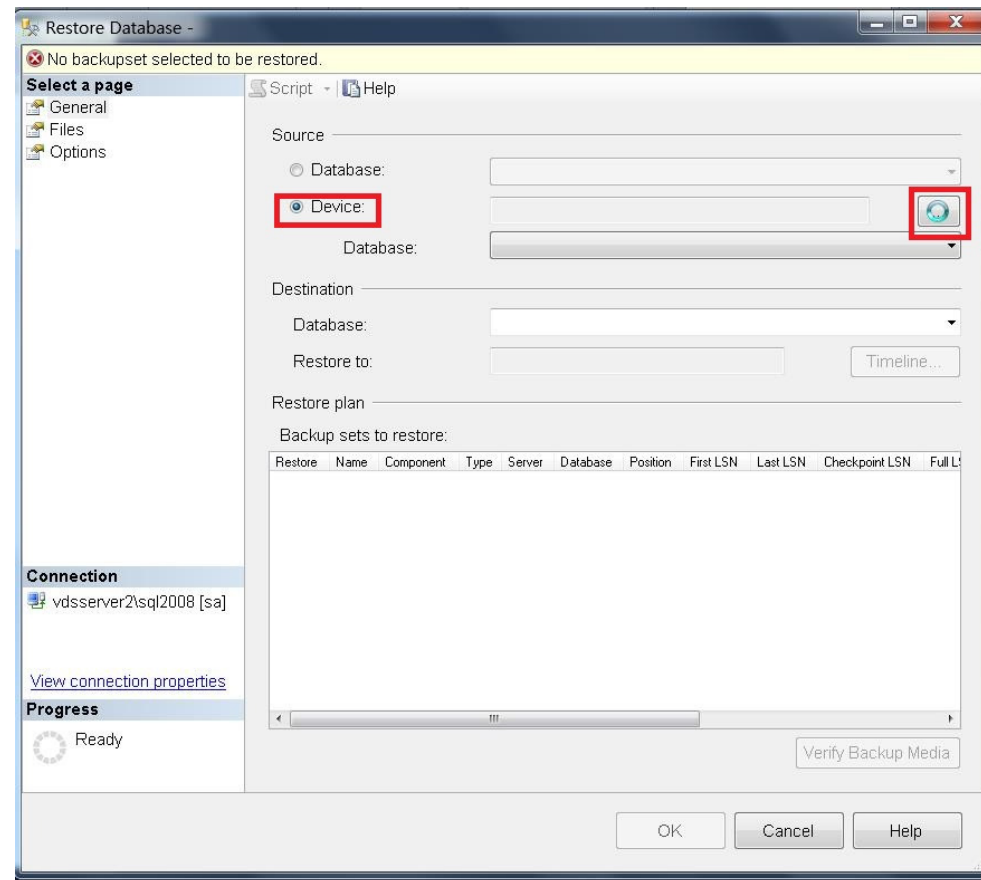 Restore Database -
No backupset selected to be restored.
Select a page
General
Files
Options
Script Help
Source
Database:
Device:
Database:
Destination
Database:
Restore to:
Timeline...
Restore plan
Backup sets to restore:
Restore Name Component Type Server Database Position First LSN Last LSN Checkpoint LSN Full
Connection
vdsserver2\sql2008 [sa]
View connection properties
Progress
Ready
Verify Backup Media
OK Cancel Help